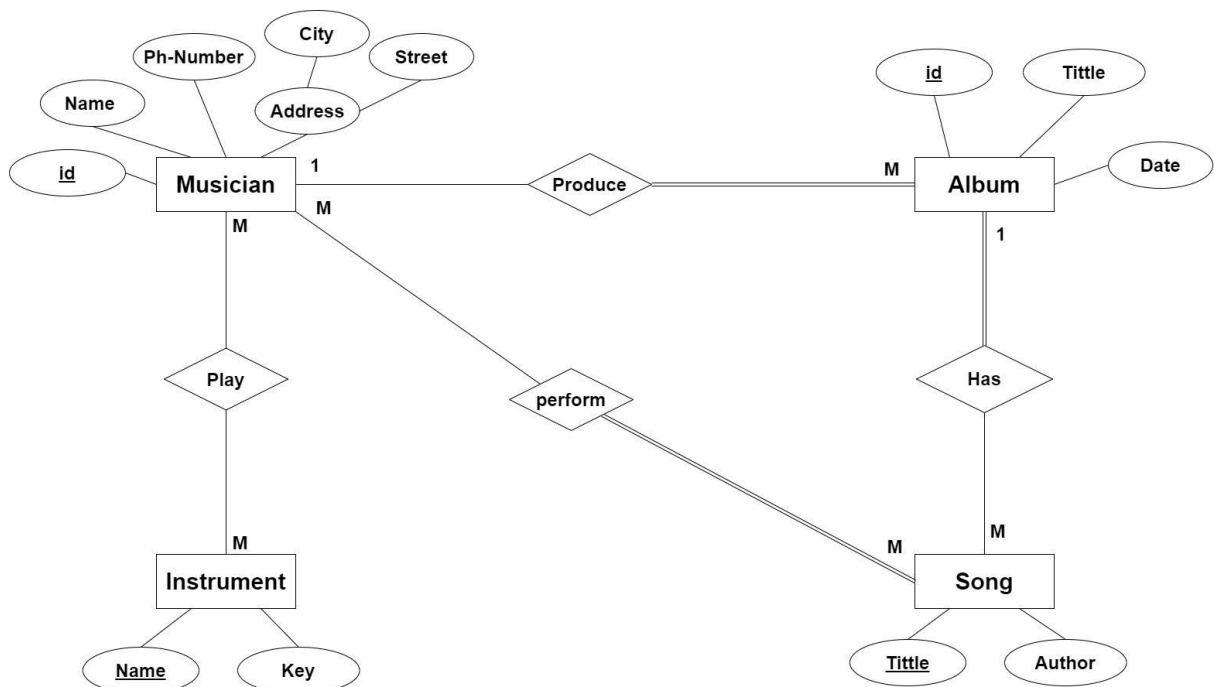 City
Ph-Number
Street
Name
Address
id
Musician
1
M
M
Produce
M
id
Tittle
Date
Album
1
Play
perform
Has
M
Instrument
Name
Key
M
M
Song
Tittle
Author